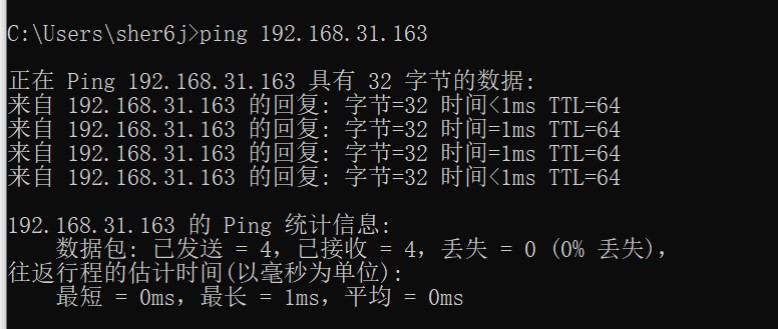 C:\Users\sher6j>ping 192.168.31.163
正在 Ping 192.168.31.163 具有 32 字节的数据:
来自 192.168.31.163 的回复: 字节=32 时间<1ms TTL=64
来自 192.168.31.163 的回复: 字节=32 时间=1ms TTL=64
来自 192.168.31.163 的回复: 字节=32 时间=1ms TTL=64
来自 192.168.31.163 的回复: 字节=32 时间<1ms TTL=64
192.168.31.163 的 Ping 统计信息:
数据包: 已发送 = 4，已接收 = 4，丢失 = 0 (0% 丢失)，
往返行程的估计时间(以毫秒为单位):
最短 = 0ms，最长 = 1ms，平均 = 0ms